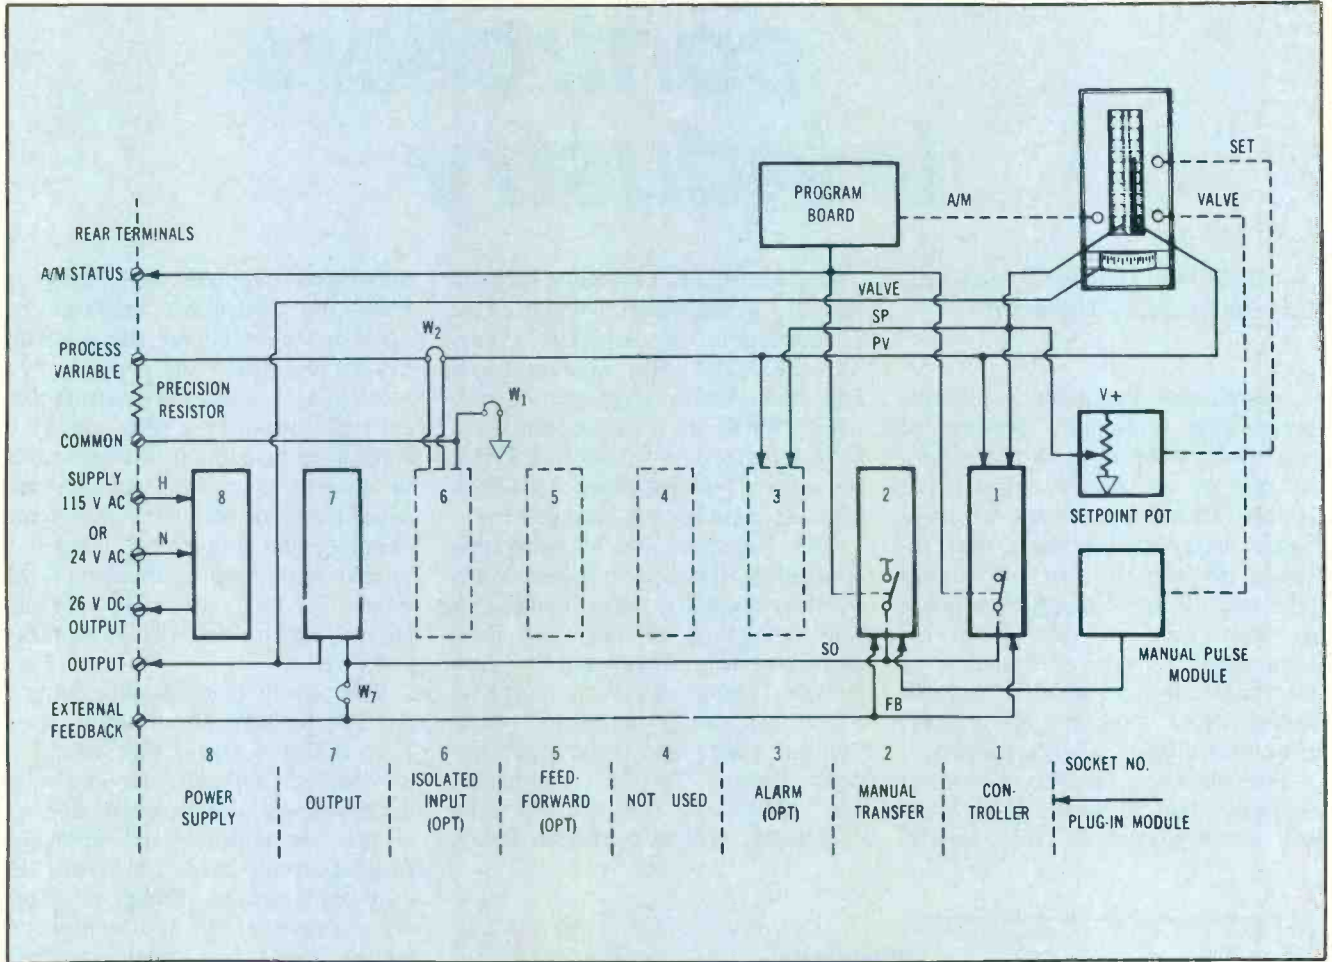 SET
PROGRAM
BOARD
A/M
VALVE
REAR TERMINALS
A/M STATUS
VALVE
SP
W2
PROCESS
VARIABLE
PV
PRECISION
RESISTOR
W1
V+
COMMON
SUPPLY
115 V AC
H
OR
24 V AC
N
8
7
6
5
4
3
2
1
SETPOINT POT
26 V DC
OUTPUT
OUTPUT
SO
MANUAL PULSE
MODULE
W7
EXTERNAL
FEEDBACK
FB
8
7
6
5
4
3
2
1
SOCKET NO.
POWER
SUPPLY
OUTPUT
ISOLATED
INPUT
(OPT)
FEED-
FORWARD
(OPT)
NOT USED
ALARM
(OPT)
MANUAL
TRANSFER
CON-
TROLLER
PLUG-IN MODULE